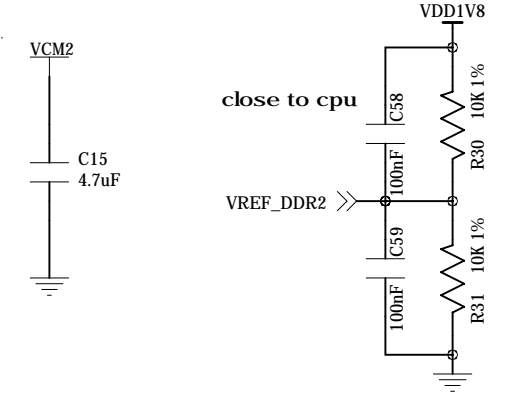 VDD1V8
VCM2
10K 1%
close to cpu
C58
C15
4.7uF
100nF
R30
VREF_DDR2
C59
10K 1%
100nF
R31